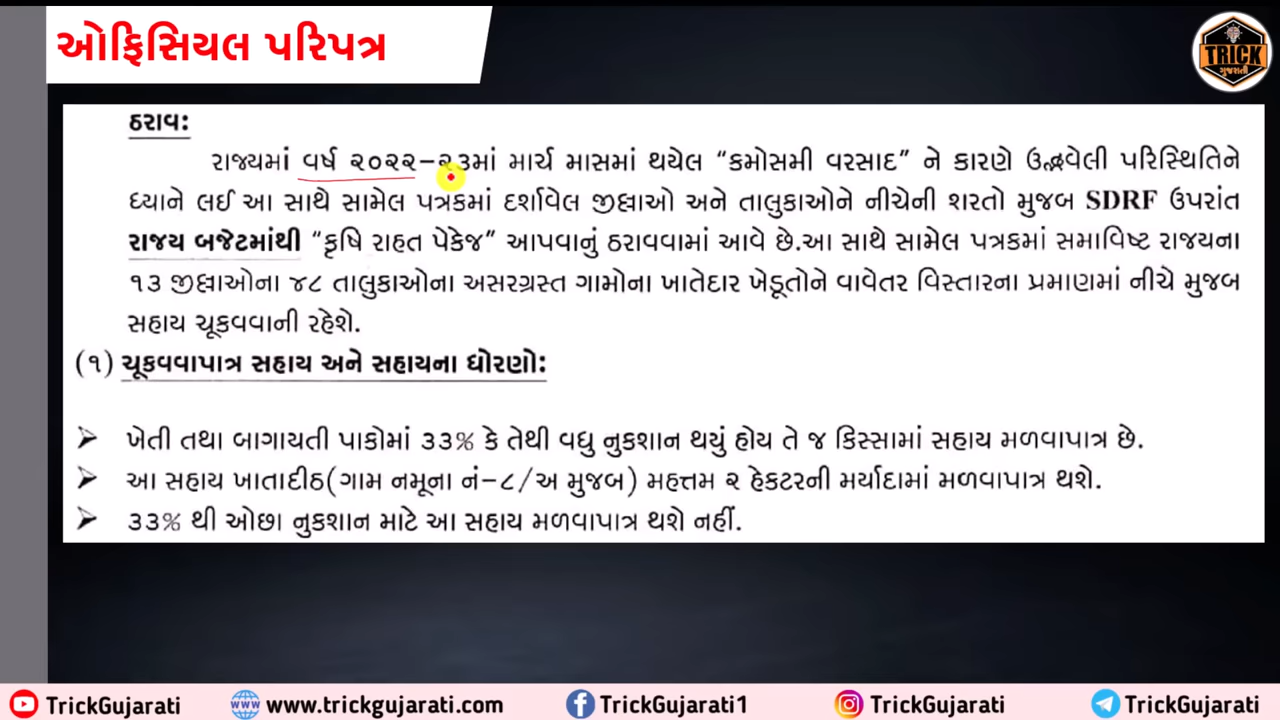 ઓફિસિયલ પરિપત્ર
TRICK
ગુજરાતી
ઠરાવ:
રાજ્યમાં વર્ષ ૨૦૨૨-૨૩માં માર્ચ માસમાં થયેલ “કમોસમી વરસાદ” ને કારણે ઉદ્ભવેલી પરિસ્થિતિને
ધ્યાને લઈ આ સાથે સામેલ પત્રકમાં દર્શાવેલ જીલ્લાઓ અને તાલુકાઓને નીચેની શરતો મુજબ SDRF ઉપરાંત
રાજય બજેટમાંથી “કૃષિ રાહત પેકેજ” આપવાનું ઠરાવવામાં આવે છે.આ સાથે સામેલ પત્રકમાં સમાવિષ્ટ રાજયના
૧૩ જીલ્લાઓના ૪૮ તાલુકાઓના અસરગ્રસ્ત ગામોના ખાતેદાર ખેડૂતોને વાવેતર વિસ્તારના પ્રમાણમાં નીચે મુજબ
સહાય ચૂકવવાની રહેશે.
(૧) ચૂકવવાપાત્ર સહાય અને સહાયના ધોરણો:
➢ ખેતી તથા બાગાયતી પાકોમાં ૩૩% કે તેથી વધુ નુકશાન થયું હોય તે જ કિસ્સામાં સહાય મળવાપાત્ર છે.
➢ આ સહાય ખાતાદીઠ(ગામ નમૂના નં-૮/અ મુજબ) મહત્તમ ૨ હેકટરની મર્યાદામાં મળવાપાત્ર થશે.
➢ ૩૩% થી ઓછા નુકશાન માટે આ સહાય મળવાપાત્ર થશે નહીં.
TrickGujarati www.trickgujarati.com TrickGujarati1 TrickGujarati TrickGujarati